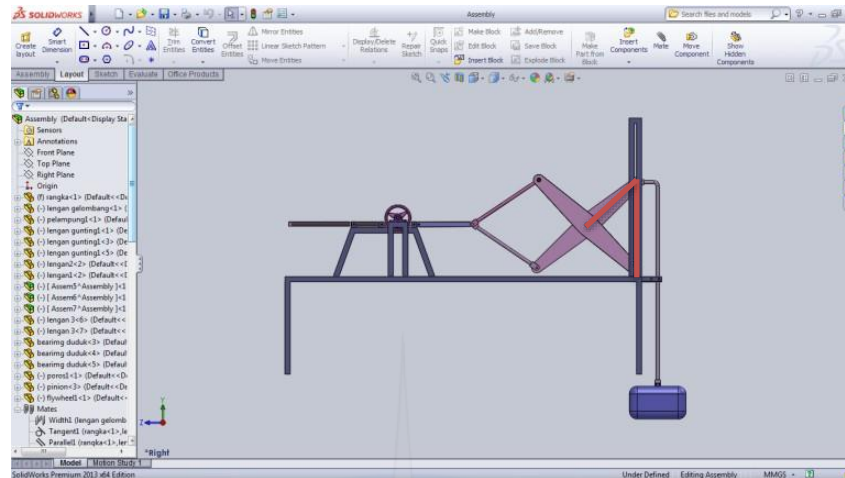 SOLIDWORKS
Assembly
Search files and models
Create layout
Smart Dimension
Trim Entities
Convert Entities
Offset Entities
Mirror Entities
Linear Sketch Pattern
Move Entities
Display/Delete Relations
Repair Sketch
Quick Snaps
Make Block
Edit Block
Insert Block
Add/Remove
Save Block
Explode Block
Make Part from Block
Insert Components
Mate
Move Component
Show Hidden Components
Assembly Layout Sketch Evaluate Office Products
Assembly (Default<Display Sta
Sensors
Annotations
Front Plane
Top Plane
Right Plane
Origin
(f) rangka<1> (Default<<De
(-) lengan gelombang<1> (
(-) pelampung1<1> (Defaul
(-) lengan gunting1<1> (De
(-) lengan gunting1<3> (De
(-) lengan gunting1<5> (De
(-) lengan2<2> (Default<<D
(-) lengan1<2> (Default<<D
(-) [ Assem5^Assembly ]<1
(-) [ Assem6^Assembly ]<1
(-) [ Assem7^Assembly ]<1
(-) lengan 3<6> (Default<<
(-) lengan 3<7> (Default<<
bearimg duduk<3> (Defaul
bearimg duduk<4> (Defaul
bearimg duduk<5> (Defaul
(-) poros1<1> (Default<<De
(-) pinion<3> (Default<<De
(-) flywheel1<1> (Default<
Mates
Width1 (lengan gelomb
Tangent1 (rangka<1>,le
Parallel1 (rangka<1>,ler
Y
Z
*Right
Model Motion Study 1
SolidWorks Premium 2013 x64 Edition
Under Defined Editing Assembly MMGS